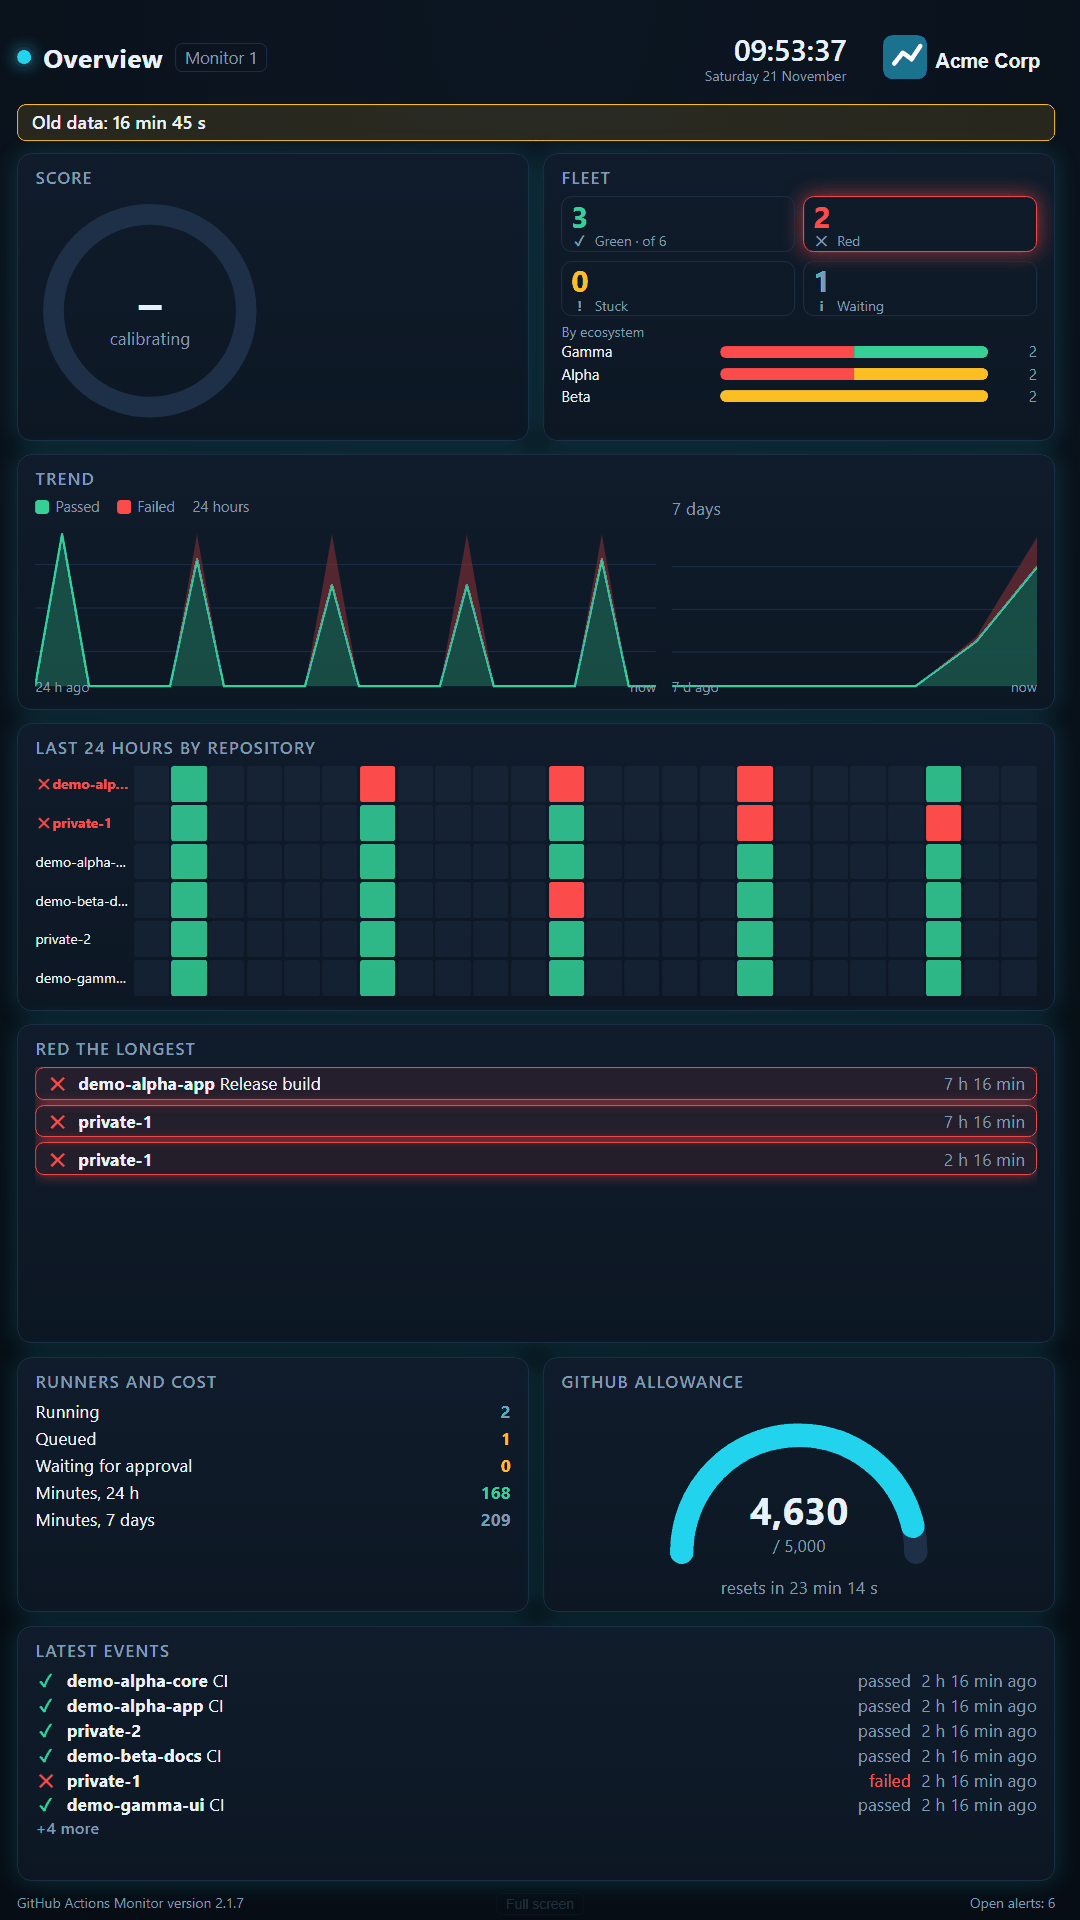 Overview
Monitor 1
09:53:37
Saturday 21 November
Acme Corp
Old data: 16 min 45 s
SCORE
–
calibrating
FLEET
3
✓ Green · of 6
2
✕ Red
0
! Stuck
1
i Waiting
By ecosystem
Gamma 2
Alpha 2
Beta 2
TREND
Passed Failed 24 hours
7 days
24 h ago now
7 d ago now
LAST 24 HOURS BY REPOSITORY
✕ demo-alp...
✕ private-1
demo-alpha-...
demo-beta-d...
private-2
demo-gamm...
RED THE LONGEST
✕ demo-alpha-app Release build 7 h 16 min
✕ private-1 7 h 16 min
✕ private-1 2 h 16 min
RUNNERS AND COST
Running 2
Queued 1
Waiting for approval 0
Minutes, 24 h 168
Minutes, 7 days 209
GITHUB ALLOWANCE
4,630
/ 5,000
resets in 23 min 14 s
LATEST EVENTS
✓ demo-alpha-core CI passed 2 h 16 min ago
✓ demo-alpha-app CI passed 2 h 16 min ago
✓ private-2 passed 2 h 16 min ago
✓ demo-beta-docs CI passed 2 h 16 min ago
✕ private-1 failed 2 h 16 min ago
✓ demo-gamma-ui CI passed 2 h 16 min ago
+4 more
GitHub Actions Monitor version 2.1.7
Full screen
Open alerts: 6